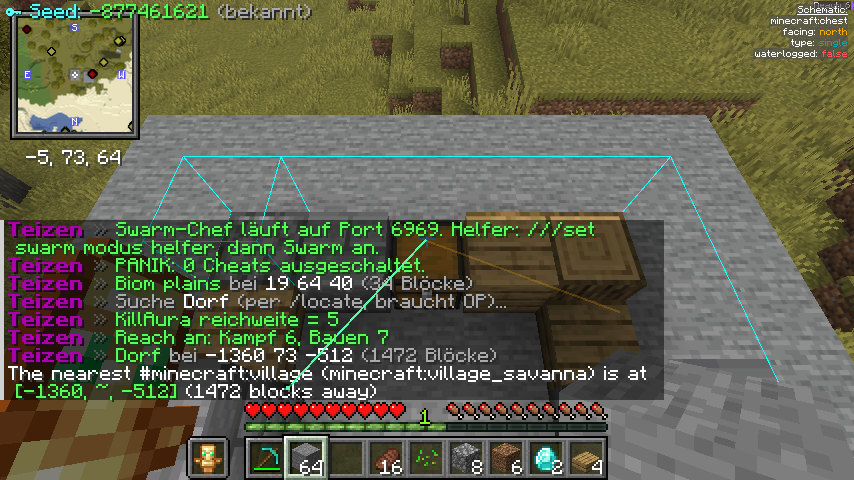 Seed: -877461621 (bekannt)
Schematic:
minecraft:chest
facing: north
type: single
waterlogged: false
S
E
W
N
-5, 73, 64
Teizen » Swarm-Chef läuft auf Port 6969. Helfer: ///set
swarm modus helfer, dann Swarm an.
Teizen » PANIK: 0 Cheats ausgeschaltet.
Teizen » Biom plains bei 19 64 40 (34 Blöcke)
Teizen » Suche Dorf (per /locate, braucht OP)...
Teizen » KillAura reichweite = 5
Teizen » Reach an: Kampf 6, Bauen 7
Teizen » Dorf bei -1360 73 -512 (1472 Blöcke)
The nearest #minecraft:village (minecraft:village_savanna) is at
[-1360, ~, -512] (1472 blocks away)
1
64
16
8
6
2
4